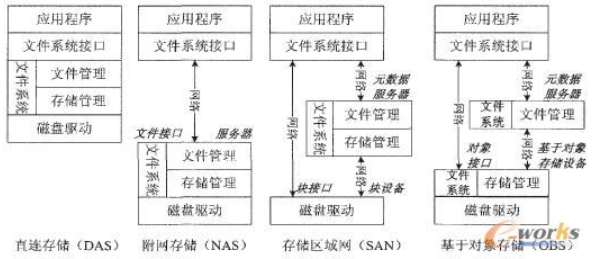 应用程序
文件系统接口
文件系统
文件管理
存储管理
磁盘驱动
直连存储（DAS）
应用程序
文件系统接口
网络
文件接口
服务器
文件系统
文件管理
存储管理
磁盘驱动
附网存储（NAS）
应用程序
文件系统接口
网络
元数据
服务器
网络
文件系统
文件管理
存储管理
网络
块接口
块设备
磁盘驱动
存储区域网（SAN）
应用程序
文件系统接口
网络
元数据
服务器
网络
文件
系统
文件管理
对象
接口
网络
基于对象
存储设备
文件
系统
存储管理
磁盘驱动
基于对象存储（OBS）
e-works